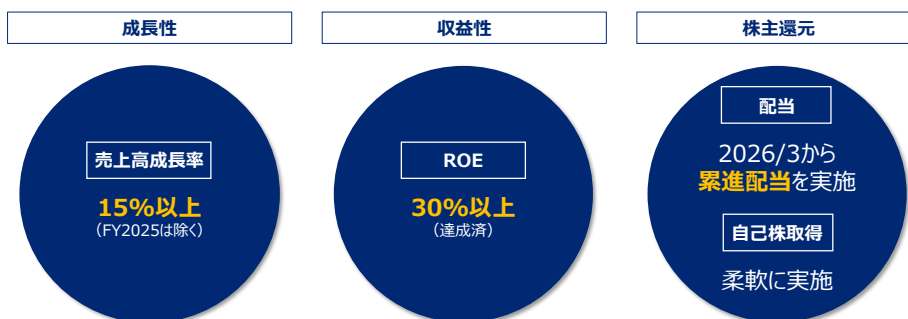 成長性
売上高成長率
15%以上
（FY2025は除く）
収益性
ROE
30%以上
（達成済）
株主還元
配当
2026/3から
累進配当を実施
自己株取得
柔軟に実施